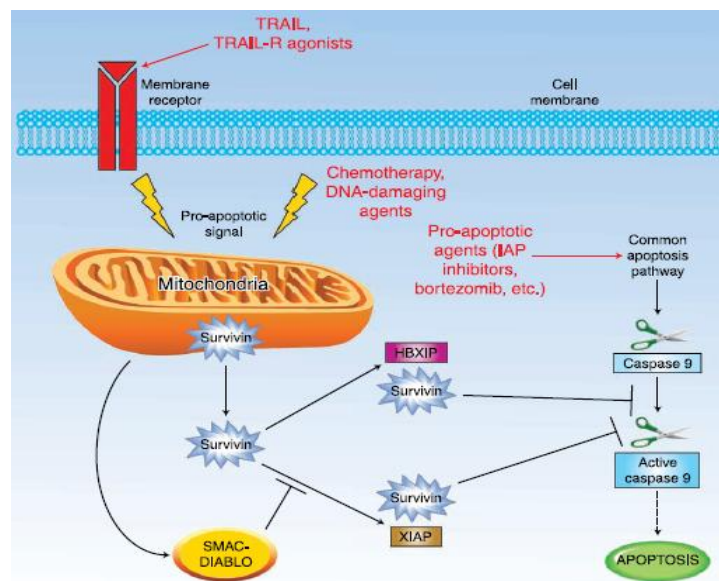 TRAIL,
TRAIL-R agonists
Membrane
receptor
Cell
membrane
Chemotherapy,
DNA-damaging
agents
Pro-apoptotic
signal
Pro-apoptotic
agents (IAP
inhibitors,
bortezomib, etc.)
Common
apoptosis
pathway
Mitochondria
Survivin
HBXIP
Survivin
Caspase 9
Survivin
Survivin
XIAP
Active
caspase 9
SMAC-
DIABLO
APOPTOSIS